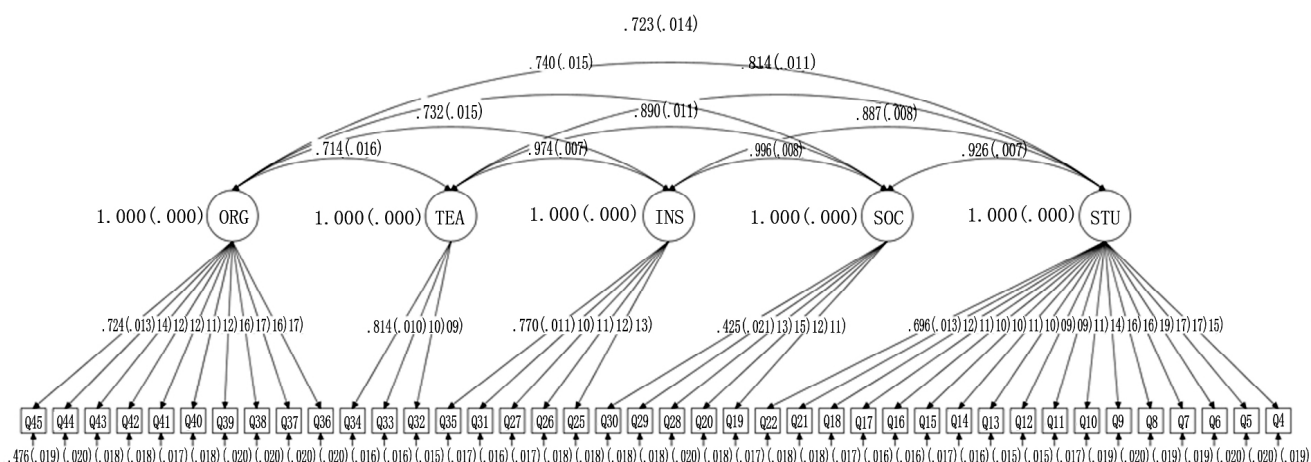 .723(.014)
.740(.015) .814(.011)
.732(.015) .890(.011) .887(.008)
.714(.016) .974(.007) .996(.008) .926(.007)
1.000(.000) ORG 1.000(.000) TEA 1.000(.000) INS 1.000(.000) SOC 1.000(.000) STU
.724(.013)14)12)12)11)12)16)17)16)17) .814(.010)10)09) .770(.011)10)11)12)13) .425(.021)13)15)12)11) .696(.013)12)11)10)10)11)10)09)09)11)14)16)16)19)17)17)15)
Q45 Q44 Q43 Q42 Q41 Q40 Q39 Q38 Q37 Q36 Q34 Q33 Q32 Q35 Q31 Q27 Q26 Q25 Q30 Q29 Q28 Q20 Q19 Q22 Q21 Q18 Q17 Q16 Q15 Q14 Q13 Q12 Q11 Q10 Q9 Q8 Q7 Q6 Q5 Q4
.476(.019)(.020)(.018)(.018)(.017)(.018)(.020)(.020)(.020)(.020)(.016)(.016)(.015)(.017)(.016)(.017)(.018)(.018)(.018)(.018)(.020)(.018)(.017)(.018)(.018)(.017)(.016)(.016)(.017)(.016)(.015)(.015)(.017)(.018)(.019)(.019)(.019)(.020)(.020)(.019)